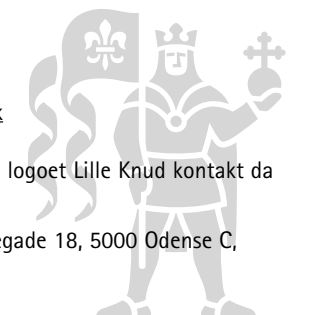 k
logoet Lille Knud kontakt da
egade 18, 5000 Odense C,